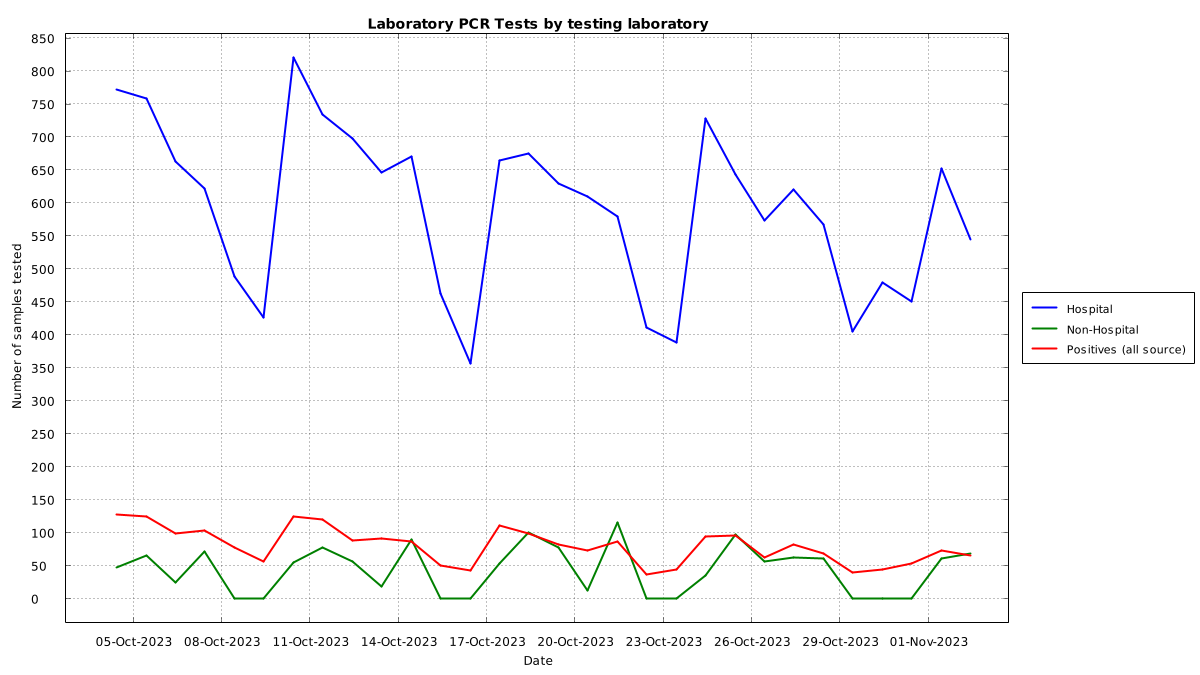 Laboratory PCR Tests by testing laboratory
850
800
750
700
650
600
550
500
450
400
350
300
250
200
150
100
50
0
Number of samples tested
05-Oct-2023 08-Oct-2023 11-Oct-2023 14-Oct-2023 17-Oct-2023 20-Oct-2023 23-Oct-2023 26-Oct-2023 29-Oct-2023 01-Nov-2023
Date
Hospital
Non-Hospital
Positives (all source)